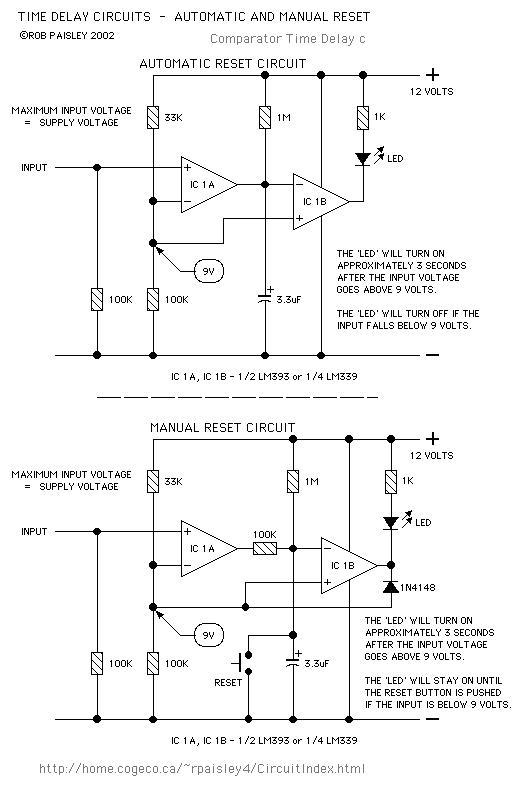 TIME DELAY CIRCUITS - AUTOMATIC AND MANUAL RESET
©ROB PAISLEY 2002
Comparator Time Delay c
AUTOMATIC RESET CIRCUIT
+
12 VOLTS
MAXIMUM INPUT VOLTAGE
= SUPPLY VOLTAGE
33K
1M
1K
LED
INPUT
+
IC 1A
−
−
IC 1B
+
9V
THE 'LED' WILL TURN ON
APPROXIMATELY 3 SECONDS
AFTER THE INPUT VOLTAGE
GOES ABOVE 9 VOLTS.
100K
100K
+
3.3uF
THE 'LED' WILL TURN OFF IF THE
INPUT FALLS BELOW 9 VOLTS.
−
IC 1A, IC 1B - 1/2 LM393 or 1/4 LM339
MANUAL RESET CIRCUIT
+
12 VOLTS
MAXIMUM INPUT VOLTAGE
= SUPPLY VOLTAGE
33K
1M
1K
LED
INPUT
+
IC 1A
−
100K
−
IC 1B
+
1N4148
9V
THE 'LED' WILL TURN ON
APPROXIMATELY 3 SECONDS
AFTER THE INPUT VOLTAGE
GOES ABOVE 9 VOLTS.
100K
100K
RESET
+
3.3uF
THE 'LED' WILL STAY ON UNTIL
THE RESET BUTTON IS PUSHED
IF THE INPUT IS BELOW 9 VOLTS.
−
IC 1A, IC 1B - 1/2 LM393 or 1/4 LM339
http://home.cogeco.ca/~rpaisley4/CircuitIndex.html